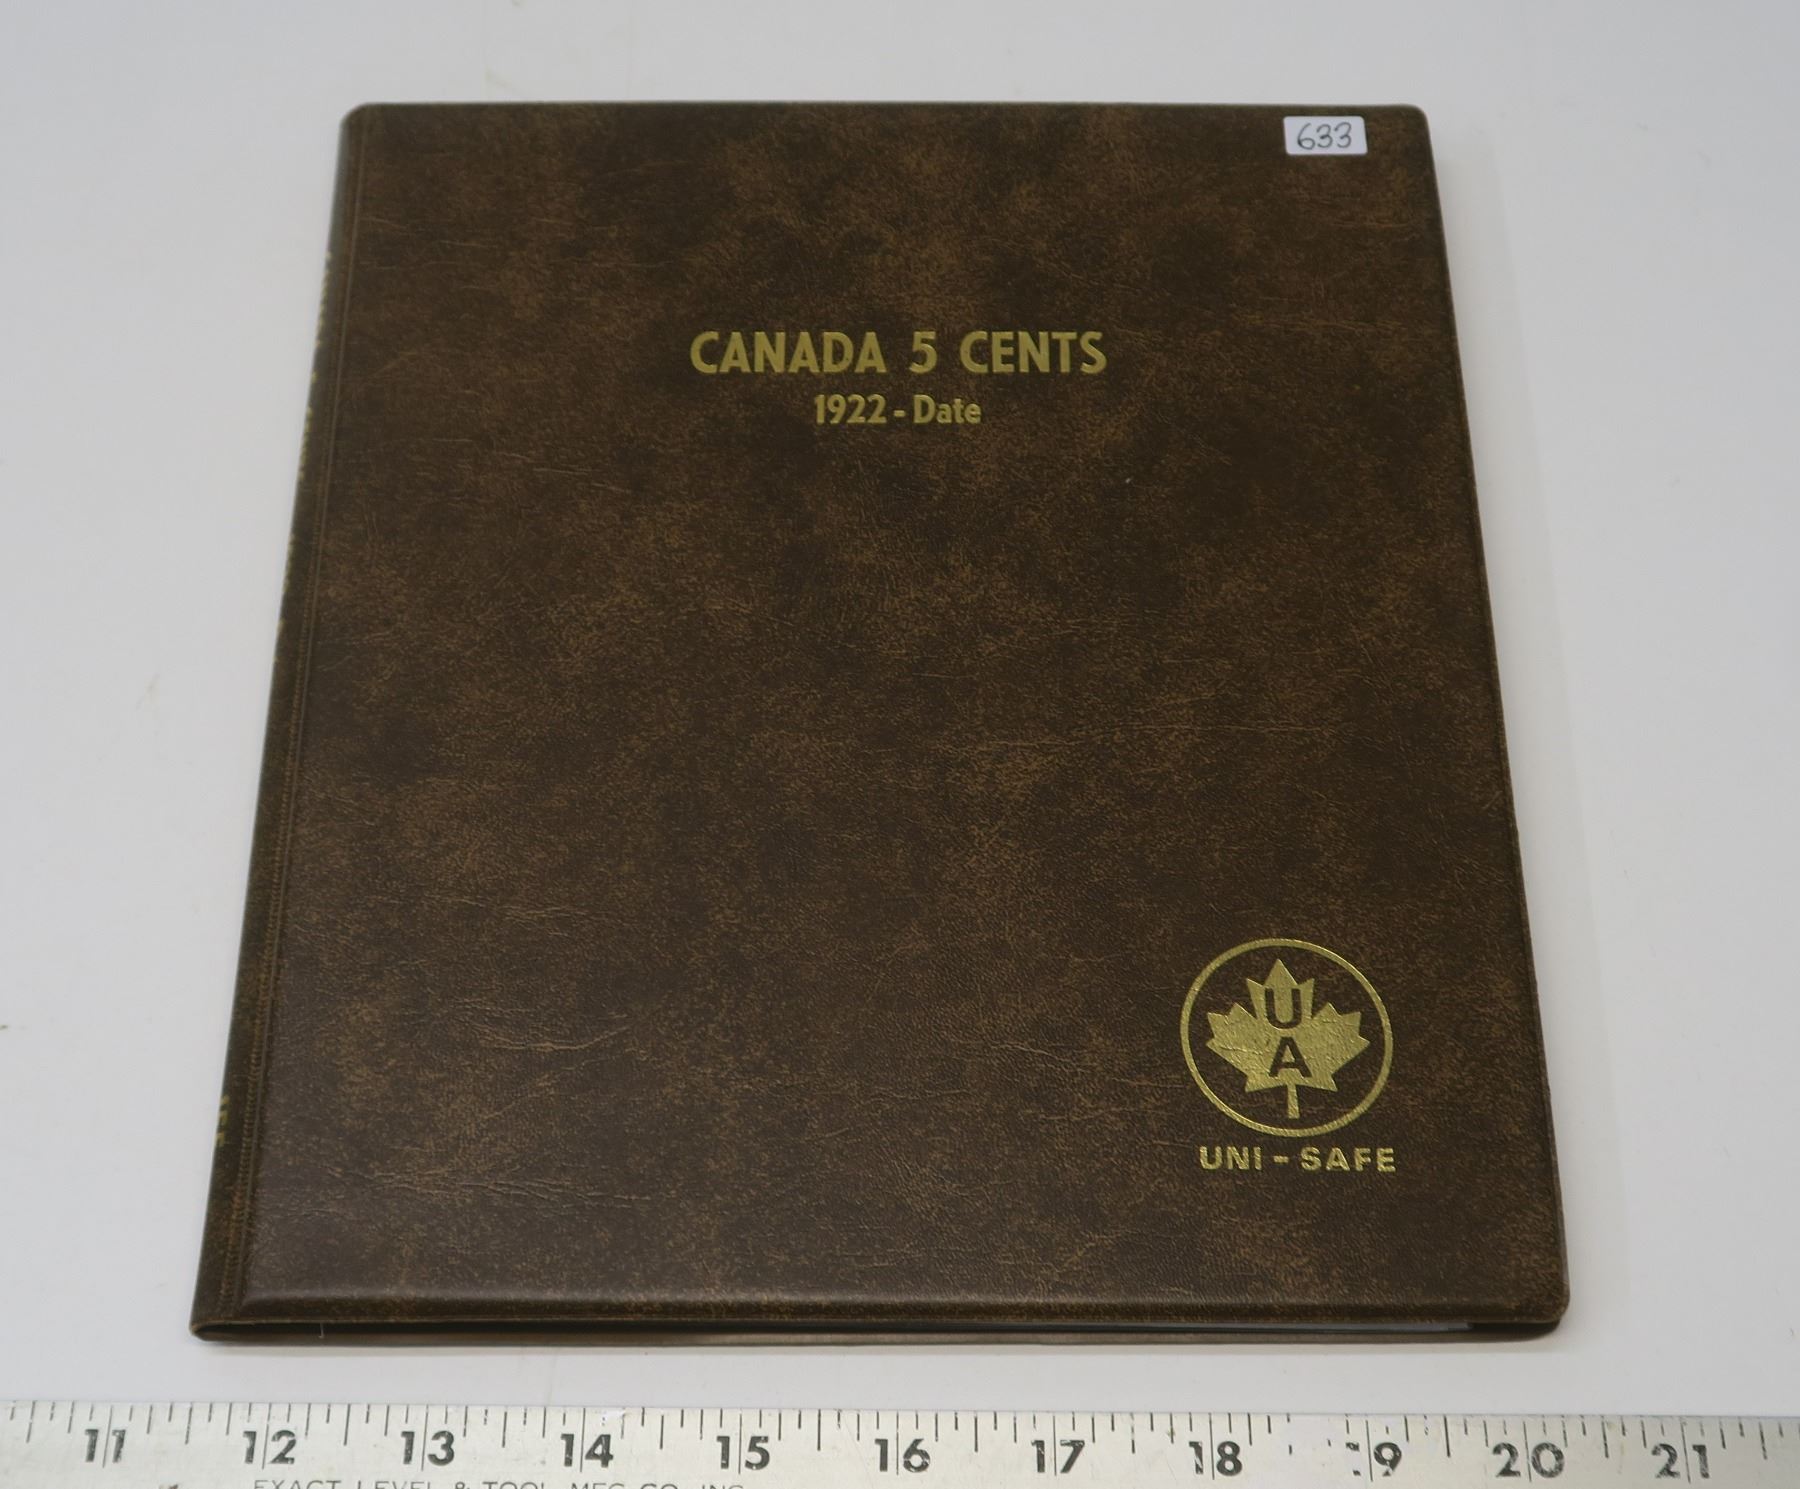 633
CANADA 5 CENTS
1922 - Date
U
A
UNI - SAFE
11 12 13 14 15 16 17 18 19 20 21
EXACT LEVEL & TOOL MFG. CO. INC.